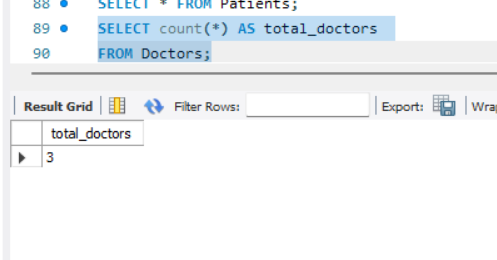 88 SELECT * FROM Patients;
89 SELECT count(*) AS total_doctors
90 FROM Doctors;
Result Grid Filter Rows: Export:
total_doctors
3